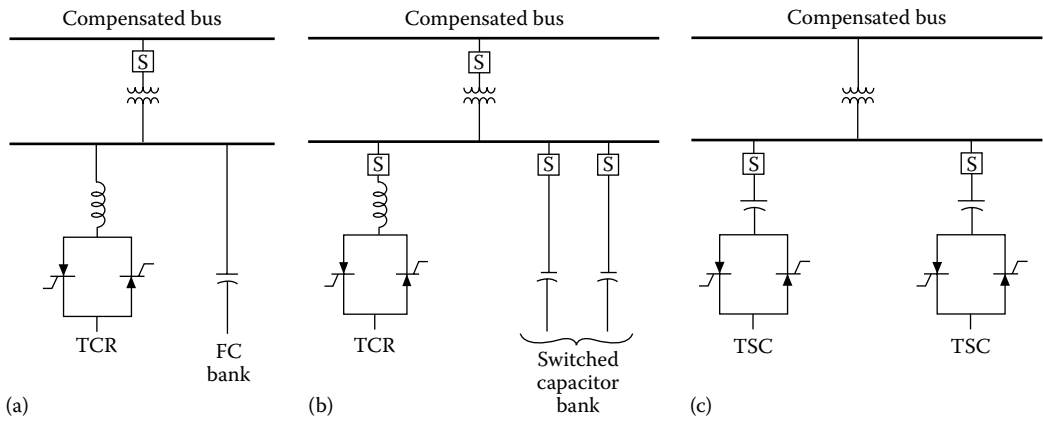 Compensated bus
S
TCR
FC
bank
(a)
Compensated bus
S
S
S
S
TCR
Switched
capacitor
bank
(b)
Compensated bus
S
S
TSC
TSC
(c)